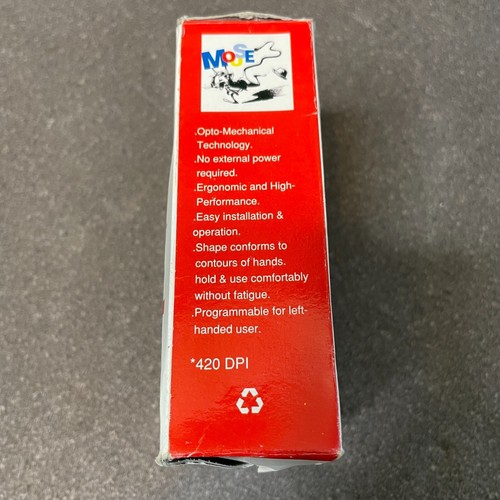 MOUSE
.Opto-Mechanical
Technology.
.No external power
required.
.Ergonomic and High-
Performance.
.Easy installation &
operation.
.Shape conforms to
contours of hands.
hold & use comfortably
without fatigue.
.Programmable for left-
handed user.
*420 DPI